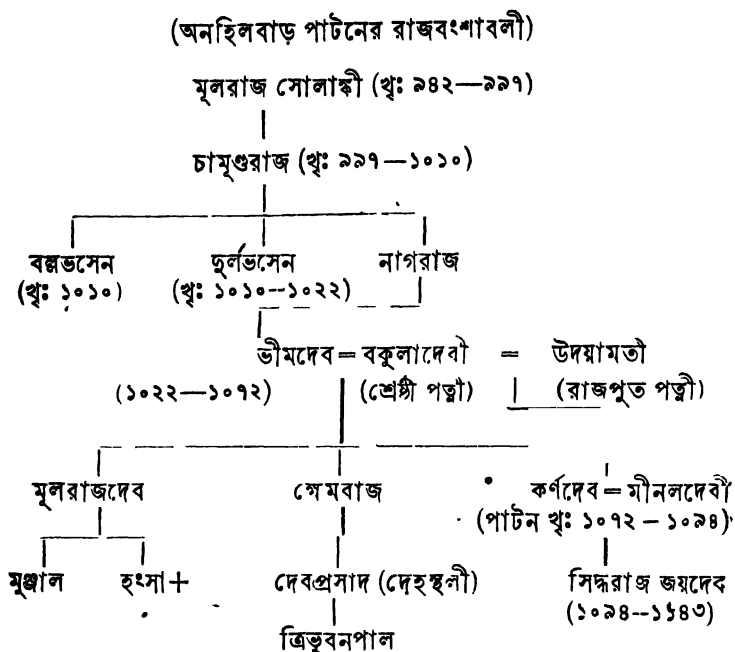 (অনহিলবাড় পাটনের রাজবংশাবলী)
মূলরাজ সোলাঙ্কী (খৃঃ ৯৪২—৯৯৭)
চামুণ্ডরাজ (খৃঃ ৯৯৭—১০১০)
বল্লভসেন দুর্লভসেন নাগরাজ
(খৃঃ ১০১০) (খৃঃ ১০১০--১০২২)
ভীমদেব = বকুলাদেবী = উদয়ামতী
(১০২২—১০৭২) (শ্রেষ্ঠী পত্নী) (রাজপুত পত্নী)
মূলরাজদেব ক্ষেমরাজ কর্ণদেব = মীনলদেবী
(পাটন খৃঃ ১০৭২ – ১০৯৪)
মুঞ্জাল হংসা+ দেবপ্রসাদ (দেহস্থলী) সিদ্ধরাজ জয়দেব
(১০৯৪--১১৪৩)
ত্রিভুবনপাল